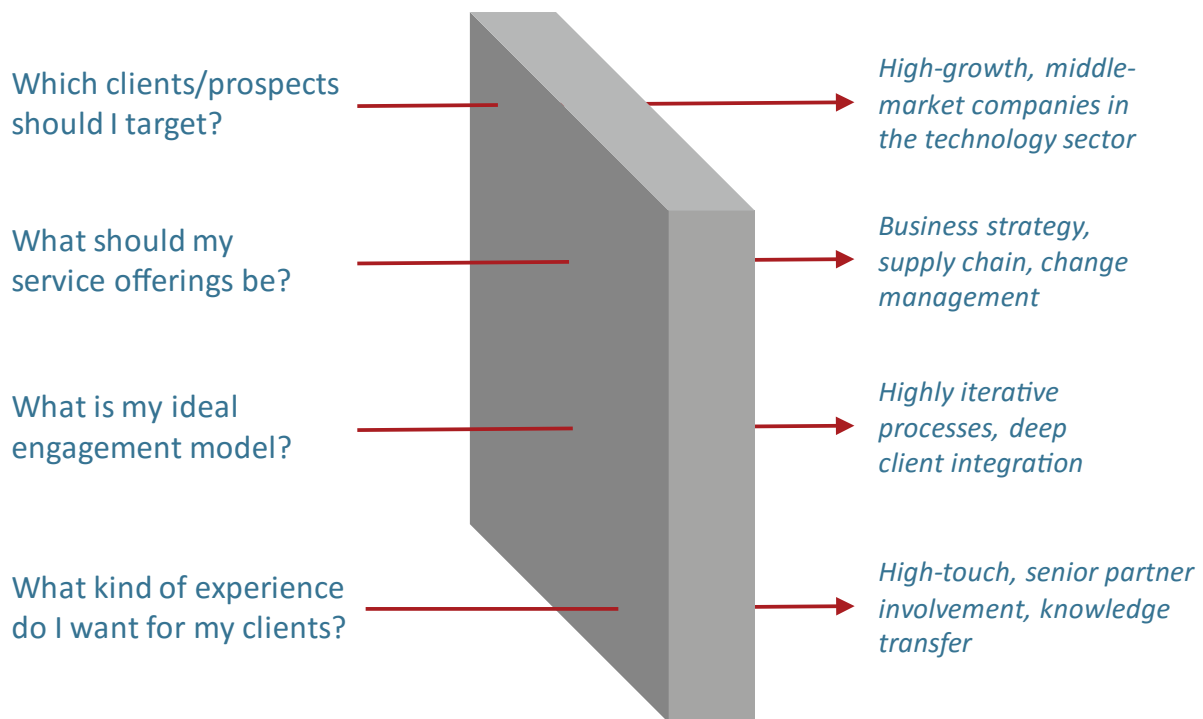 Which clients/prospects
should I target?
High-growth, middle-
market companies in
the technology sector
What should my
service offerings be?
Business strategy,
supply chain, change
management
What is my ideal
engagement model?
Highly iterative
processes, deep
client integration
What kind of experience
do I want for my clients?
High-touch, senior partner
involvement, knowledge
transfer